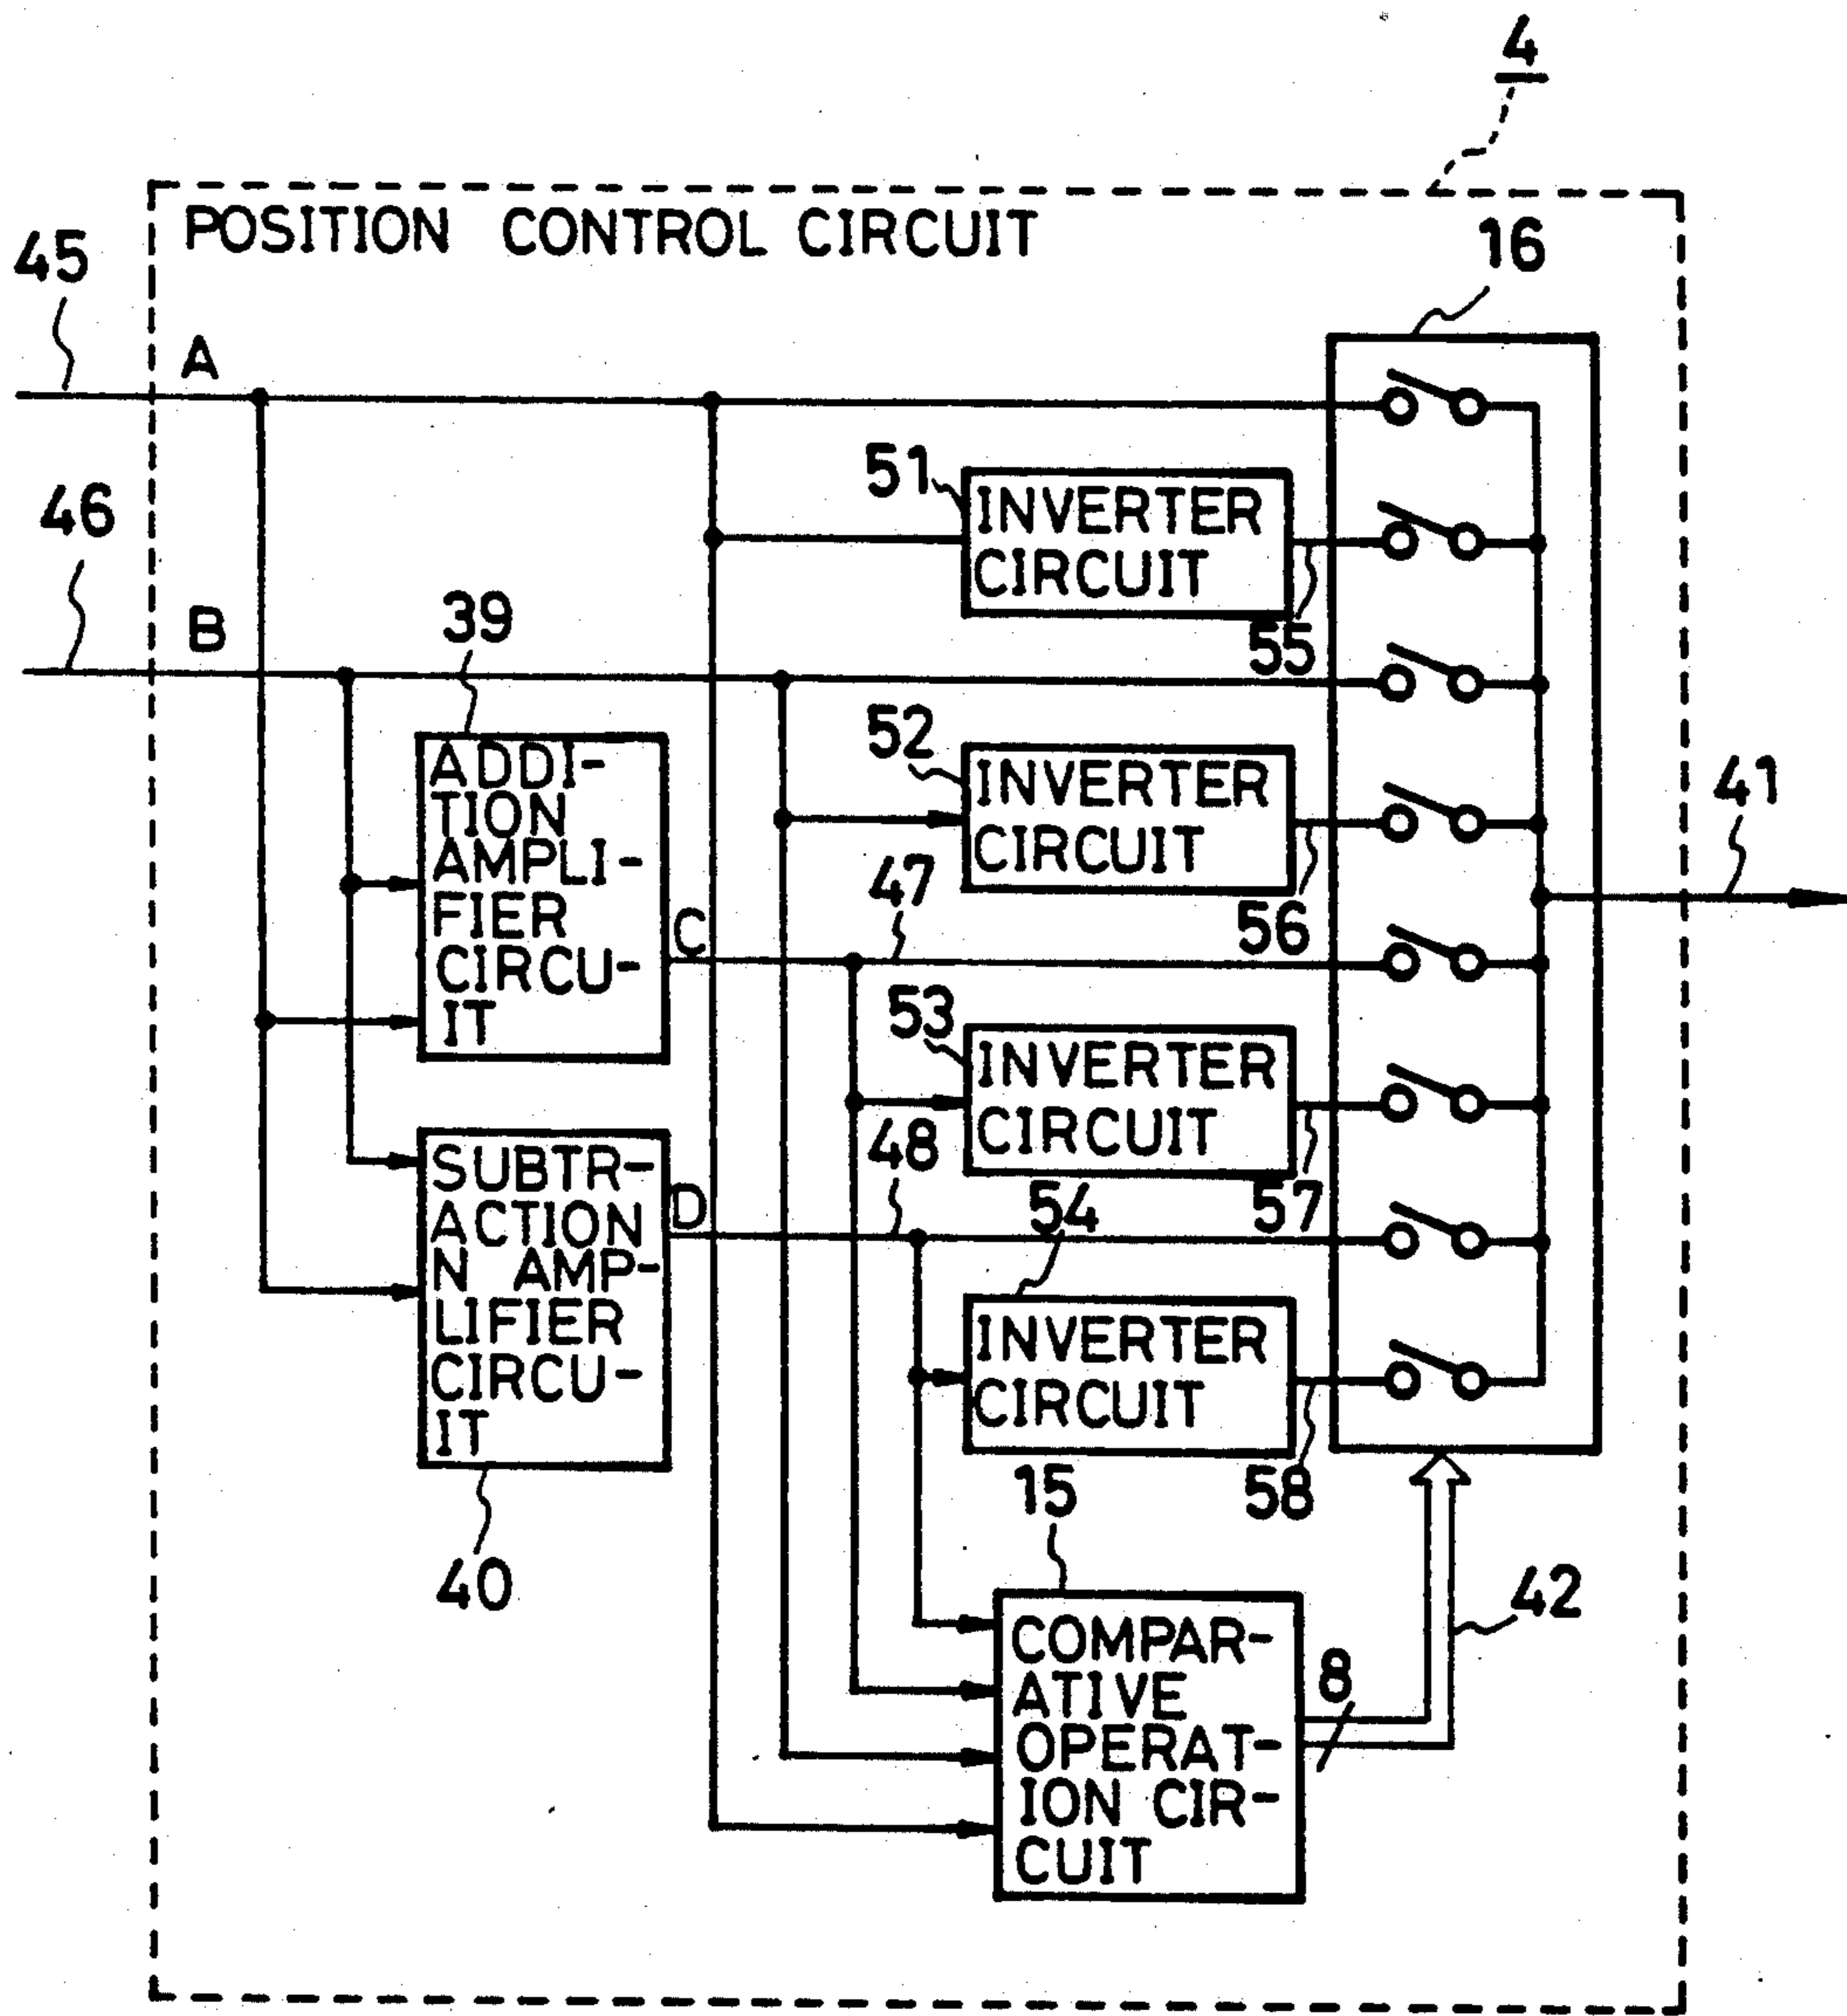 4
POSITION CONTROL CIRCUIT
45
16
A
51
INVERTER
CIRCUIT
46
39
B
55
52
ADDI-
TION
AMPLI-
FIER
CIRCU-
IT
INVERTER
CIRCUIT
41
47
56
C
53
INVERTER
CIRCUIT
48
SUBTR-
ACTION
N AMP-
LIFIER
CIRCU-
IT
D
54
57
INVERTER
CIRCUIT
15
58
40
42
COMPAR-
ATIVE
OPERAT-
ION CIR-
CUIT
8